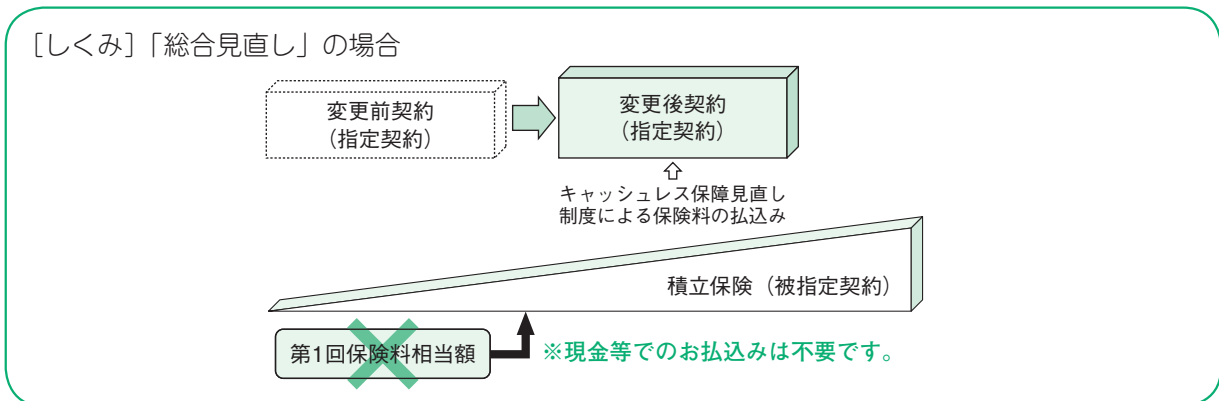 ［しくみ］「総合見直し」の場合
変更前契約
（指定契約）
変更後契約
（指定契約）
キャッシュレス保障見直し
制度による保険料の払込み
積立保険（被指定契約）
第1回保険料相当額
※現金等でのお払込みは不要です。